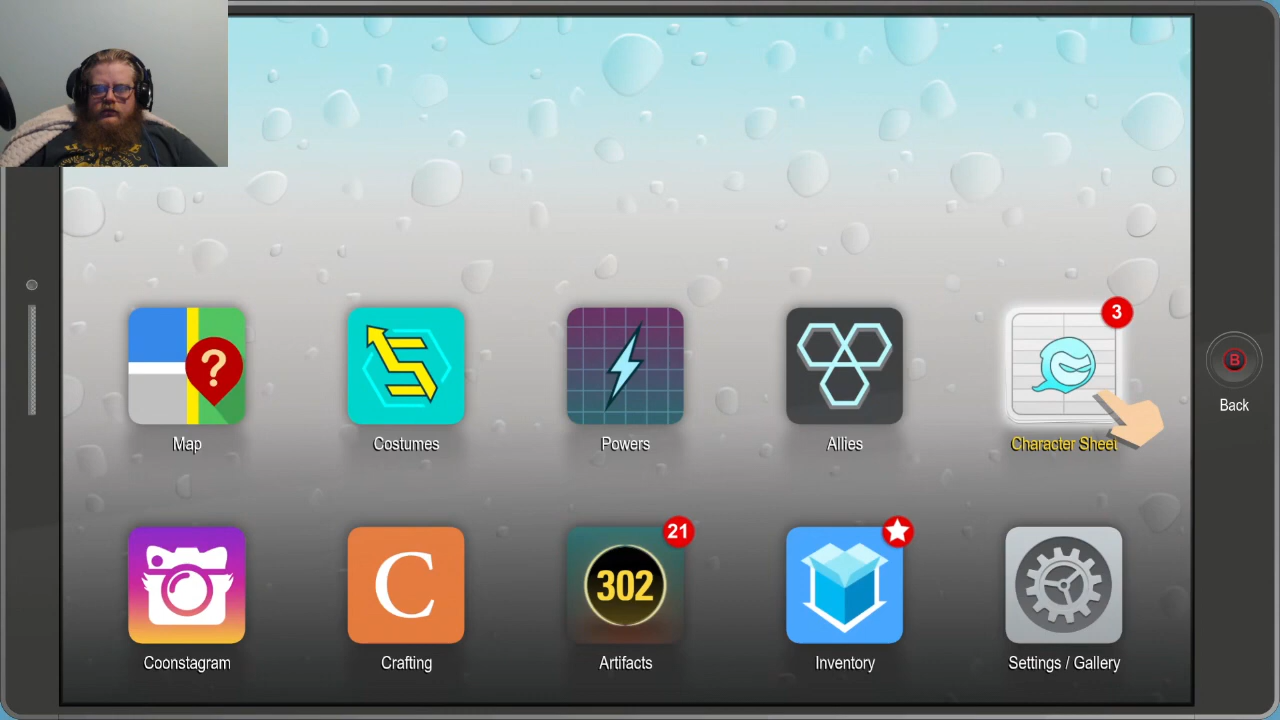 3
?
Map
Costumes
Powers
Allies
Character Sheet
B
Back
21
C
302
Coonstagram
Crafting
Artifacts
Inventory
Settings / Gallery